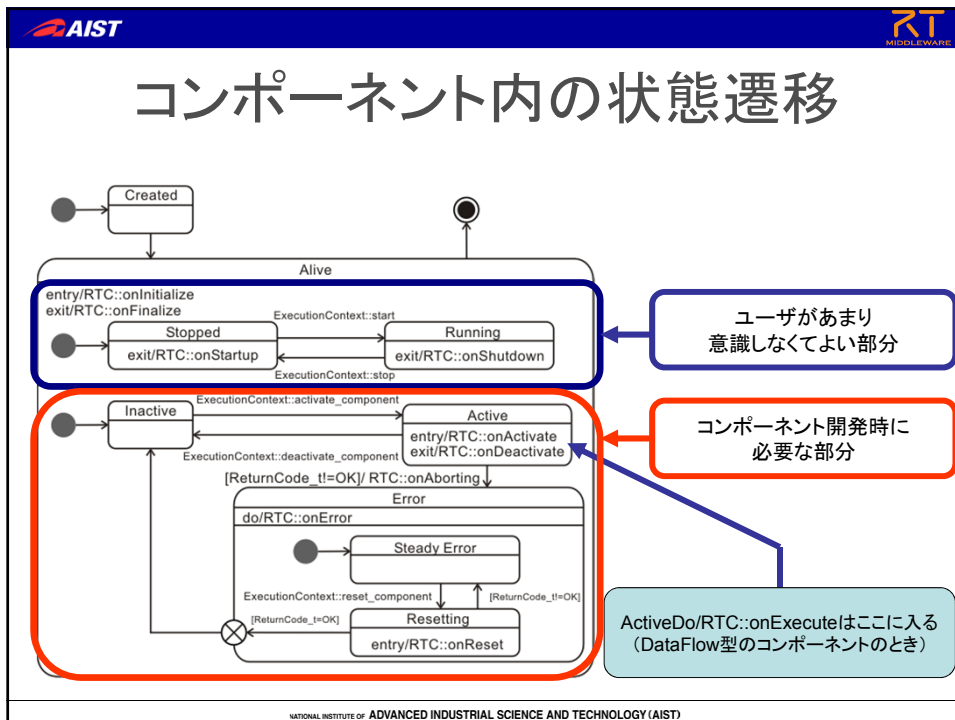 AIST
RT
MIDDLEWARE
コンポーネント内の状態遷移
Created
Alive
entry/RTC::onInitialize
exit/RTC::onFinalize
ExecutionContext::start
Stopped
exit/RTC::onStartup
Running
exit/RTC::onShutdown
ExecutionContext::stop
ユーザがあまり
意識しなくてよい部分
Inactive
ExecutionContext::activate_component
Active
entry/RTC::onActivate
exit/RTC::onDeactivate
ExecutionContext::deactivate_component
コンポーネント開発時に
必要な部分
[ReturnCode_t!=OK]/ RTC::onAborting
Error
do/RTC::onError
Steady Error
ExecutionContext::reset_component
[ReturnCode_t!=OK]
[ReturnCode_t=OK]
Resetting
entry/RTC::onReset
ActiveDo/RTC::onExecuteはここに入る
(DataFlow型のコンポーネントのとき)
NATIONAL INSTITUTE OF ADVANCED INDUSTRIAL SCIENCE AND TECHNOLOGY (AIST)